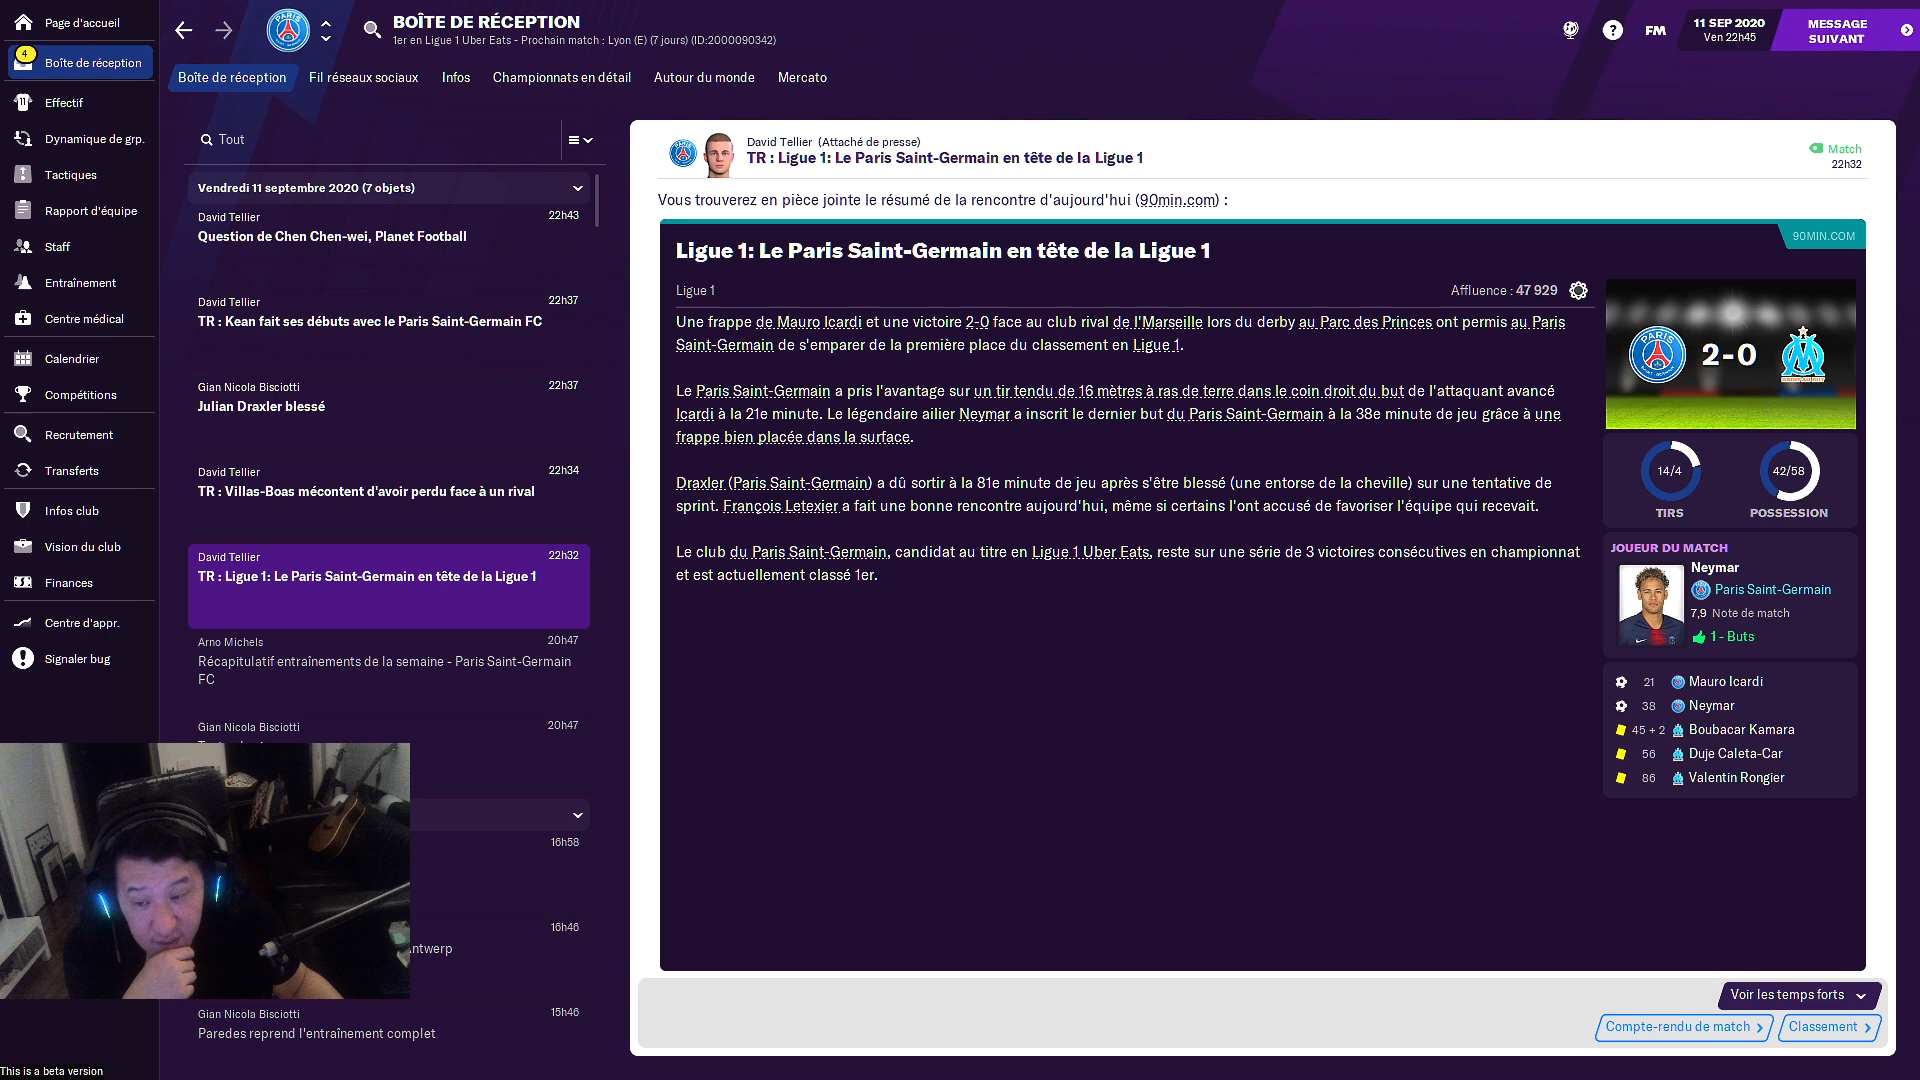 Page d'accueil
4
Boîte de réception
Effectif
Dynamique de grp.
Tactiques
Rapport d'équipe
Staff
Entraînement
Centre médical
Calendrier
Compétitions
Recrutement
Transferts
Infos club
Vision du club
Finances
Centre d'appr.
Signaler bug
This is a beta version
BOÎTE DE RÉCEPTION
1er en Ligue 1 Uber Eats - Prochain match : Lyon (E) (7 jours) (ID:2000090342)
FM
11 SEP 2020
Ven 22h45
MESSAGE
SUIVANT
Boîte de réception Fil réseaux sociaux Infos Championnats en détail Autour du monde Mercato
Tout
Vendredi 11 septembre 2020 (7 objets)
David Tellier 22h43
Question de Chen Chen-wei, Planet Football
David Tellier 22h37
TR : Kean fait ses débuts avec le Paris Saint-Germain FC
Gian Nicola Bisciotti 22h37
Julian Draxler blessé
David Tellier 22h34
TR : Villas-Boas mécontent d'avoir perdu face à un rival
David Tellier 22h32
TR : Ligue 1: Le Paris Saint-Germain en tête de la Ligue 1
Arno Michels 20h47
Récapitulatif entraînements de la semaine - Paris Saint-Germain
FC
Gian Nicola Bisciotti 20h47
16h58
16h46
ntwerp
Gian Nicola Bisciotti 15h46
Paredes reprend l'entraînement complet
David Tellier (Attaché de presse)
TR : Ligue 1: Le Paris Saint-Germain en tête de la Ligue 1
Match
22h32
Vous trouverez en pièce jointe le résumé de la rencontre d'aujourd'hui (90min.com) :
90MIN.COM
Ligue 1: Le Paris Saint-Germain en tête de la Ligue 1
Ligue 1 Affluence : 47 929
Une frappe de Mauro Icardi et une victoire 2-0 face au club rival de l'Marseille lors du derby au Parc des Princes ont permis au Paris
Saint-Germain de s'emparer de la première place du classement en Ligue 1.
Le Paris Saint-Germain a pris l'avantage sur un tir tendu de 16 mètres à ras de terre dans le coin droit du but de l'attaquant avancé
Icardi à la 21e minute. Le légendaire ailier Neymar a inscrit le dernier but du Paris Saint-Germain à la 38e minute de jeu grâce à une
frappe bien placée dans la surface.
Draxler (Paris Saint-Germain) a dû sortir à la 81e minute de jeu après s'être blessé (une entorse de la cheville) sur une tentative de
sprint. François Letexier a fait une bonne rencontre aujourd'hui, même si certains l'ont accusé de favoriser l'équipe qui recevait.
Le club du Paris Saint-Germain, candidat au titre en Ligue 1 Uber Eats, reste sur une série de 3 victoires consécutives en championnat
et est actuellement classé 1er.
PARIS
2-0
14/4
42/58
TIRS POSSESSION
JOUEUR DU MATCH
Neymar
Paris Saint-Germain
7,9 Note de match
1 - Buts
21 Mauro Icardi
38 Neymar
45 + 2 Boubacar Kamara
56 Duje Caleta-Car
86 Valentin Rongier
Voir les temps forts
Compte-rendu de match
Classement